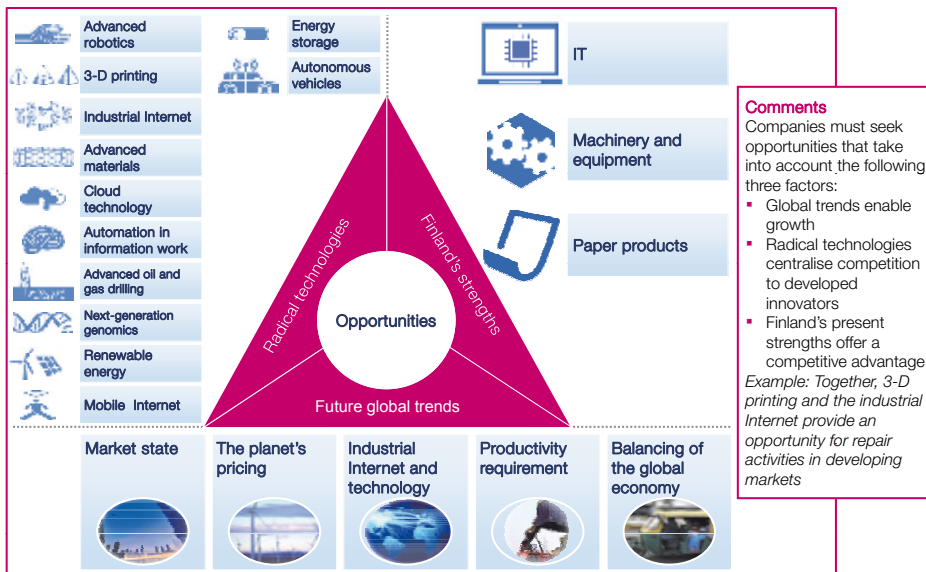 Advanced
robotics
3-D printing
Industrial Internet
Advanced
materials
Cloud
technology
Automation in
information work
Advanced oil and
gas drilling
Next-generation
genomics
Renewable
energy
Mobile Internet
Energy
storage
Autonomous
vehicles
IT
Machinery and
equipment
Paper products
Radical technologies
Finland's strengths
Opportunities
Future global trends
Market state
The planet's
pricing
Industrial
Internet and
technology
Productivity
requirement
Balancing of
the global
economy
Comments
Companies must seek
opportunities that take
into account the following
three factors:
▪ Global trends enable
growth
▪ Radical technologies
centralise competition
to developed
innovators
▪ Finland's present
strengths offer a
competitive advantage
Example: Together, 3-D
printing and the industrial
Internet provide an
opportunity for repair
activities in developing
markets